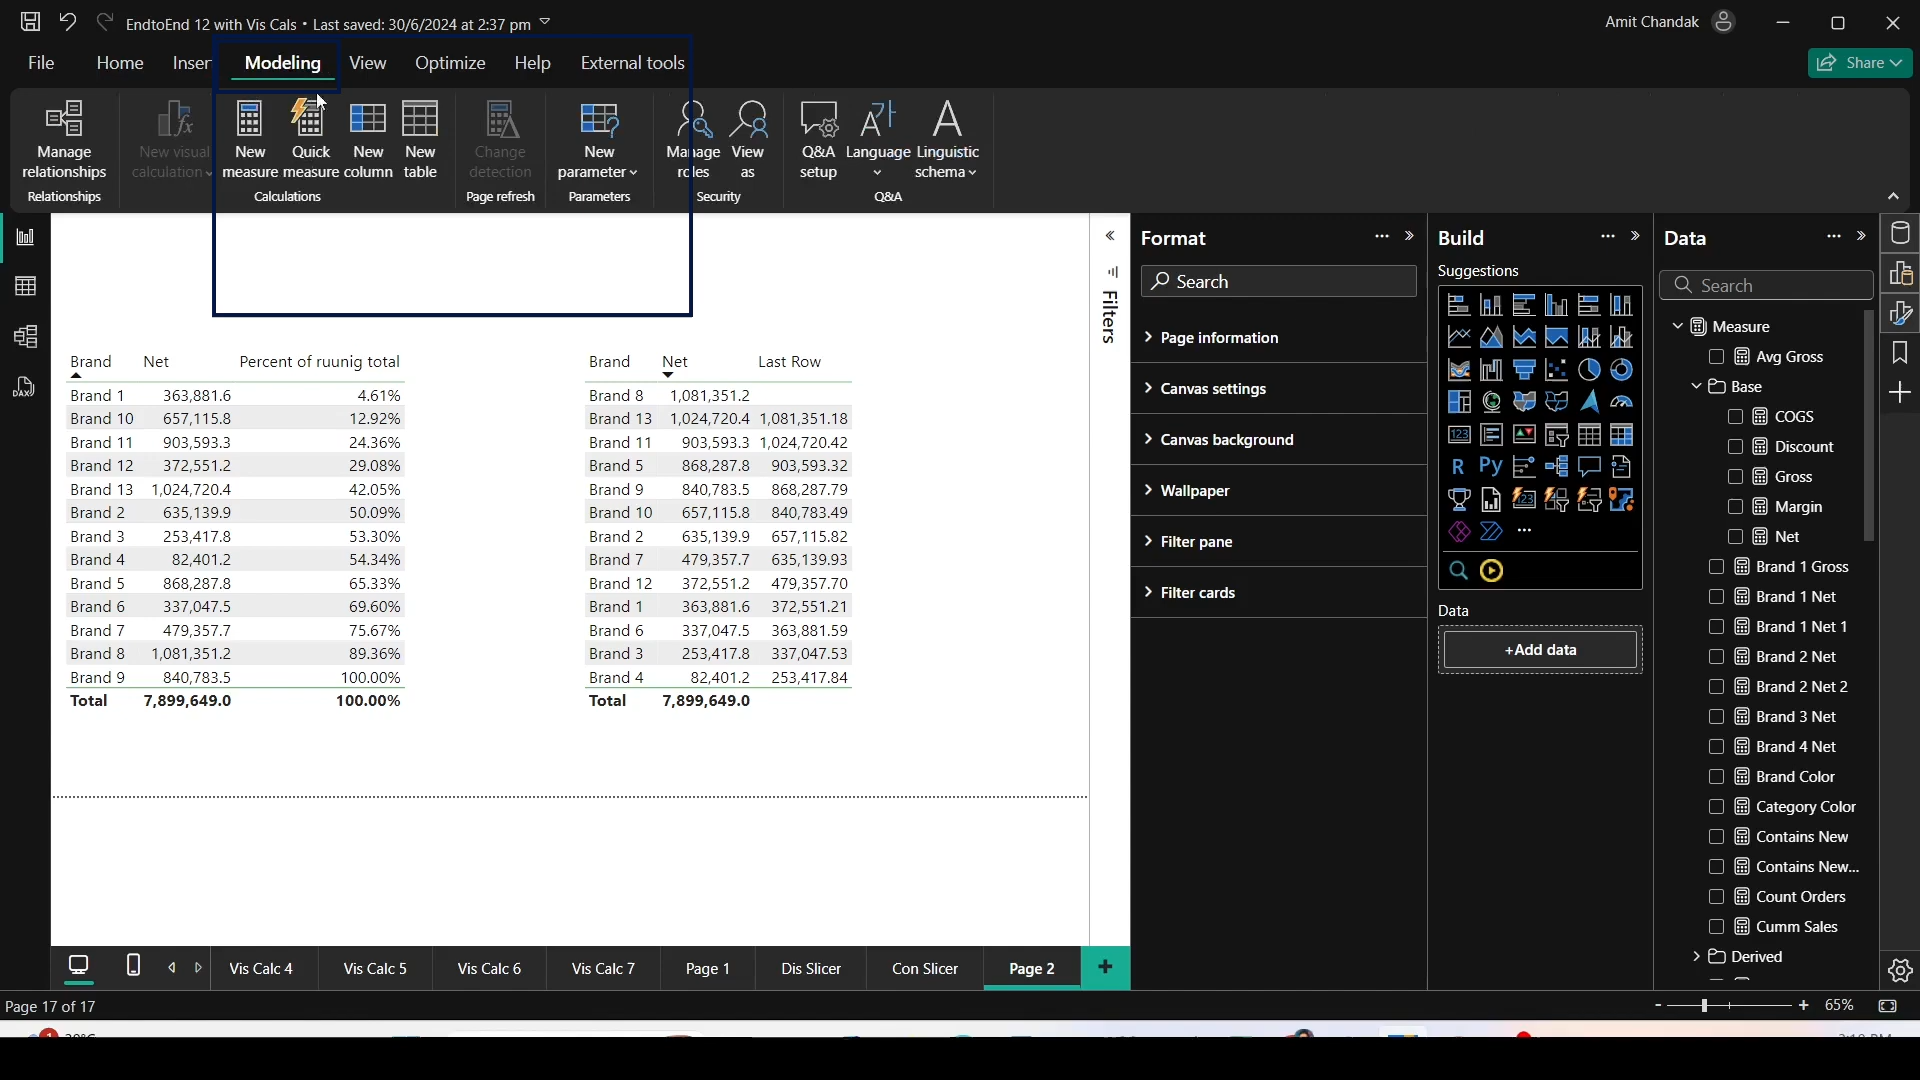 EndtoEnd 12 with Vis Cals • Last saved: 30/6/2024 at 2:37 pm
Amit Chandak
File Home Inser Modeling View Optimize Help External tools
Share
Manage relationships
New visual calculation
New measure
Quick measure
New column
New table
Change detection
New parameter
Manage roles
View as
Q&A setup
Language
Linguistic schema
Relationships
Calculations
Page refresh
Parameters
Security
Q&A
Brand Net Percent of ruunig total
Brand 1 363,881.6 4.61%
Brand 10 657,115.8 12.92%
Brand 11 903,593.3 24.36%
Brand 12 372,551.2 29.08%
Brand 13 1,024,720.4 42.05%
Brand 2 635,139.9 50.09%
Brand 3 253,417.8 53.30%
Brand 4 82,401.2 54.34%
Brand 5 868,287.8 65.33%
Brand 6 337,047.5 69.60%
Brand 7 479,357.7 75.67%
Brand 8 1,081,351.2 89.36%
Brand 9 840,783.5 100.00%
Total 7,899,649.0 100.00%
Brand Net Last Row
Brand 8 1,081,351.2
Brand 13 1,024,720.4 1,081,351.18
Brand 11 903,593.3 1,024,720.42
Brand 5 868,287.8 903,593.32
Brand 9 840,783.5 868,287.79
Brand 10 657,115.8 840,783.49
Brand 2 635,139.9 657,115.82
Brand 7 479,357.7 635,139.93
Brand 12 372,551.2 479,357.70
Brand 1 363,881.6 372,551.21
Brand 6 337,047.5 363,881.59
Brand 3 253,417.8 337,047.53
Brand 4 82,401.2 253,417.84
Total 7,899,649.0
Filters
Format
Search
Page information
Canvas settings
Canvas background
Wallpaper
Filter pane
Filter cards
Build
Suggestions
123
R Py
123
Data
+Add data
Data
Search
Measure
Avg Gross
Base
COGS
Discount
Gross
Margin
Net
Brand 1 Gross
Brand 1 Net
Brand 1 Net 1
Brand 2 Net
Brand 2 Net 2
Brand 3 Net
Brand 4 Net
Brand Color
Category Color
Contains New
Contains New...
Count Orders
Cumm Sales
Derived
DAX
Vis Calc 4
Vis Calc 5
Vis Calc 6
Vis Calc 7
Page 1
Dis Slicer
Con Slicer
Page 2
Page 17 of 17
65%